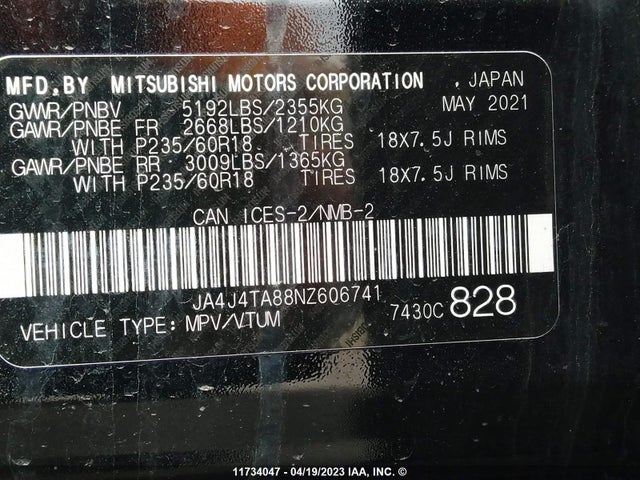 MFD.BY MITSUBISHI MOTORS CORPORATION , JAPAN
GVWR/PNBV 5192LBS/2355KG MAY 2021
GAWR/PNBE FR 2668LBS/1210KG
WITH P235/60R18 TIRES 18X7.5J RIMS
GAWR/PNBE RR 3009LBS/1365KG
WITH P235/60R18 TIRES 18X7.5J RIMS
CAN ICES-2/NMB-2
JA4J4TA88NZ606741
VEHICLE TYPE: MPV/VTUM 7430C 828
11734047 - 04/19/2023 IAA, INC. ©